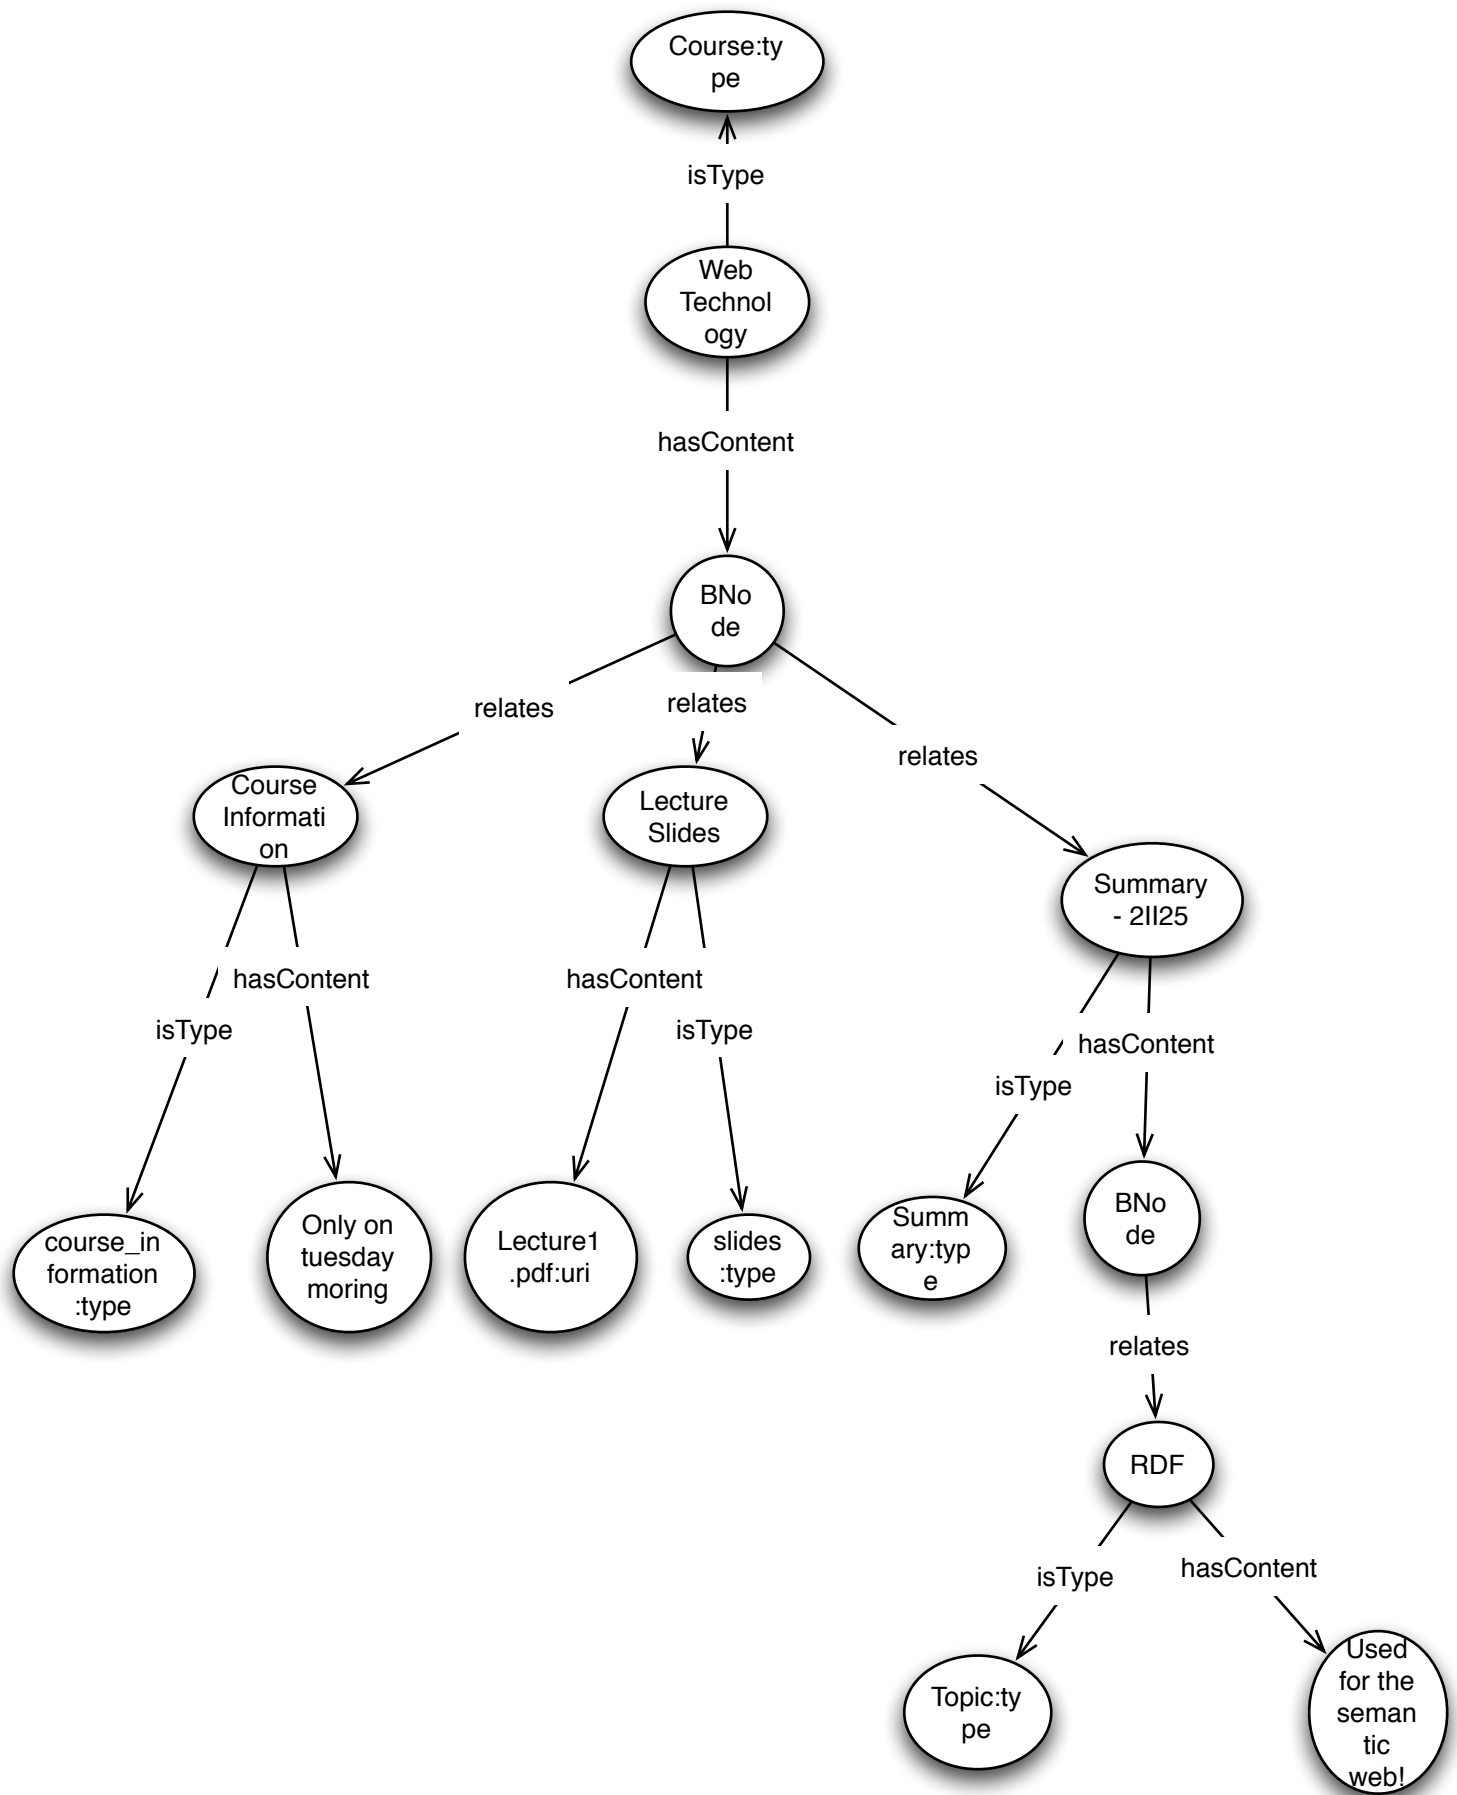 Course:ty
pe
isType
Web
Technol
ogy
hasContent
BNo
de
relates
relates
relates
Course
Informati
on
Lecture
Slides
Summary
- 2II25
hasContent
hasContent
isType
isType
hasContent
isType
course_in
formation
:type
Only on
tuesday
moring
Lecture1
.pdf:uri
slides
:type
Summ
ary:typ
e
BNo
de
relates
RDF
isType
hasContent
Topic:ty
pe
Used
for the
seman
tic
web!